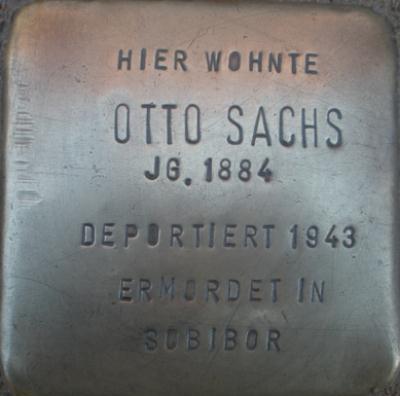 HIER WOHNTE
OTTO SACHS
JG. 1884
DEPORTIERT 1943
ERMORDET IN
SOBIBOR